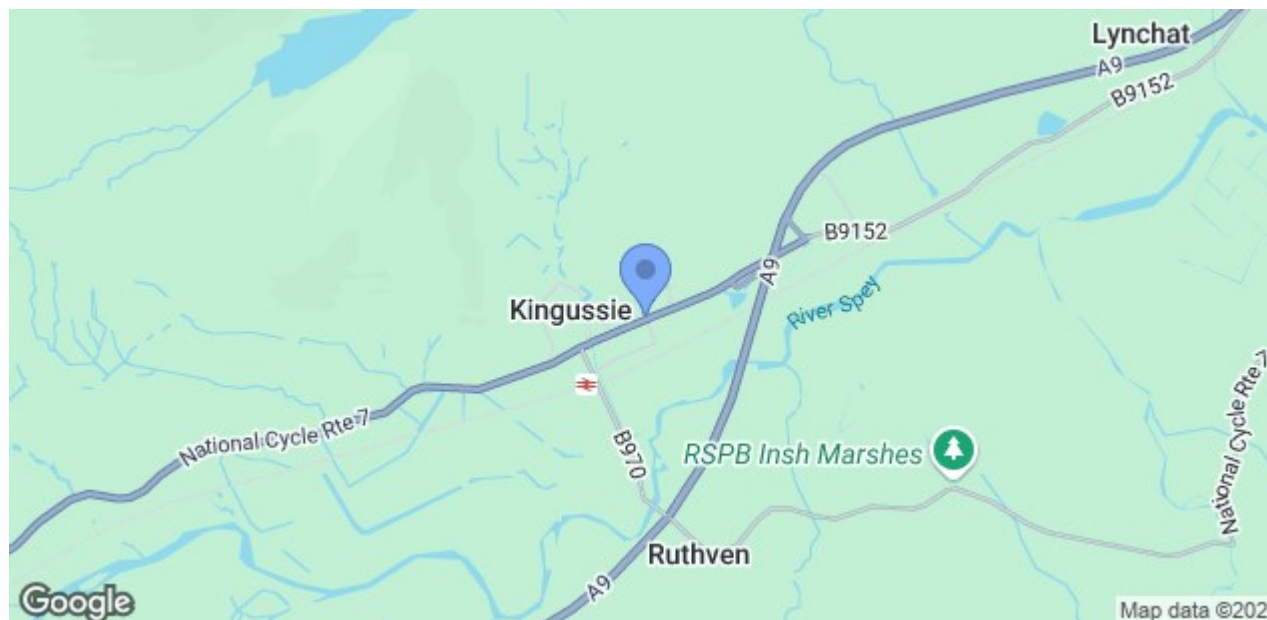 Lynchat
A9
B9152
B9152
A9
River Spey
Kingussie
National Cycle Rte 7
B970
RSPB Insh Marshes
National Cycle Rte 7
Ruthven
A9
Google
Map data ©202